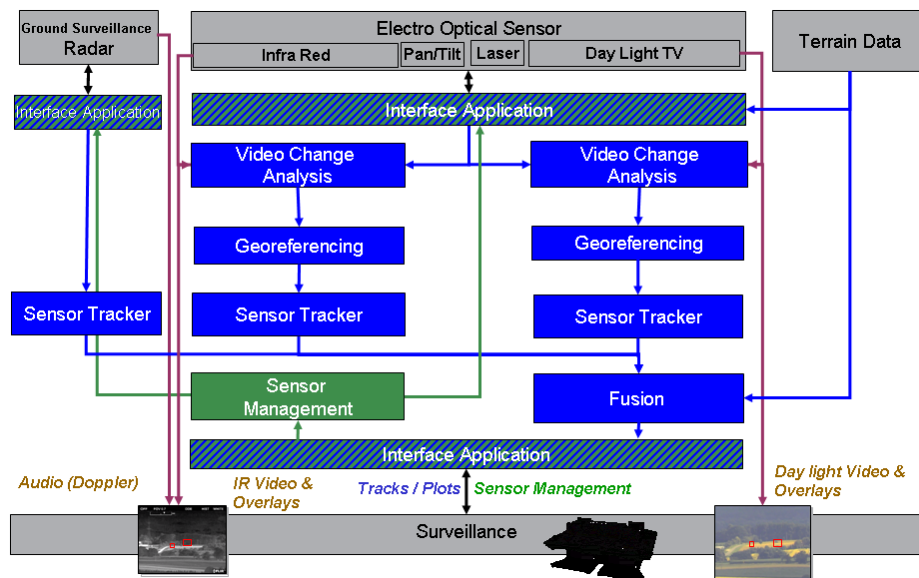 Ground Surveillance
Radar
Electro Optical Sensor
Infra Red
Pan/Tilt
Laser
Day Light TV
Terrain Data
Interface Application
Interface Application
Video Change
Analysis
Video Change
Analysis
Georeferencing
Georeferencing
Sensor Tracker
Sensor Tracker
Sensor Tracker
Sensor
Management
Fusion
Interface Application
Audio (Doppler)
IR Video &
Overlays
Tracks / Plots
Sensor Management
Day light Video &
Overlays
Surveillance